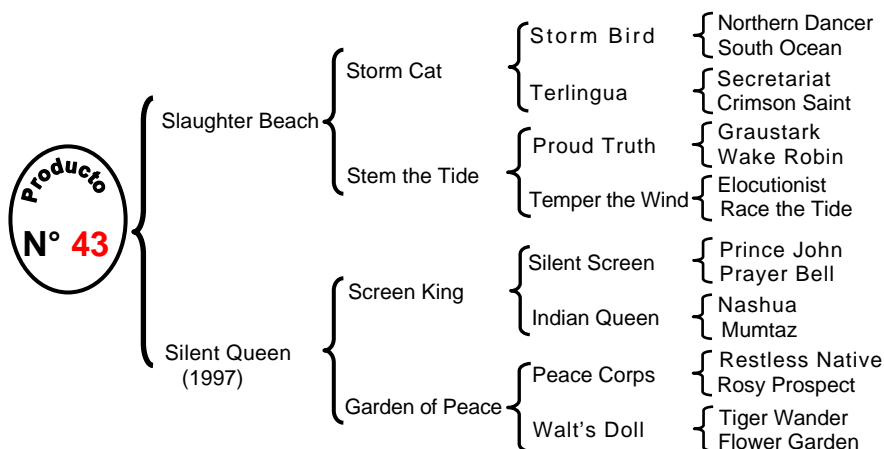 Producto
N° 43
Slaughter Beach
Silent Queen
(1997)
Storm Cat
Stem the Tide
Screen King
Garden of Peace
Storm Bird
Terlingua
Proud Truth
Temper the Wind
Silent Screen
Indian Queen
Peace Corps
Walt's Doll
Northern Dancer
South Ocean
Secretariat
Crimson Saint
Graustark
Wake Robin
Elocutionist
Race the Tide
Prince John
Prayer Bell
Nashua
Mumtaz
Restless Native
Rosy Prospect
Tiger Wander
Flower Garden